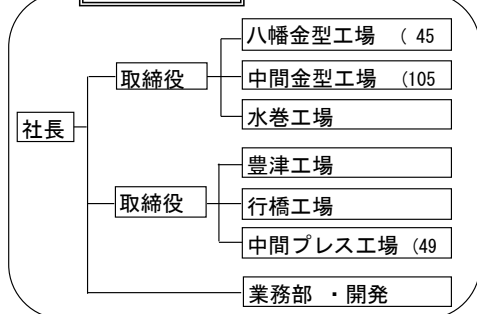 八幡金型工場 ( 45
取締役 中間金型工場 (105
水巻工場
社長
豊津工場
取締役 行橋工場
中間プレス工場 (49
業務部 ・開発